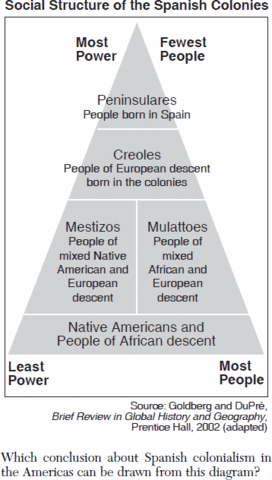 Social Structure of the Spanish Colonies
Most Power
Fewest People
Peninsulares
People born in Spain
Creoles
People of European descent
born in the colonies
Mestizos
People of
mixed Native
American and
European
descent
Mulattoes
People of
mixed
African and
European
descent
Native Americans and
People of African descent
Least
Power
Most
People
Source: Goldberg and DuPré,
Brief Review in Global History and Geography,
Prentice Hall, 2002 (adapted)
Which conclusion about Spanish colonialism in
the Americas can be drawn from this diagram?